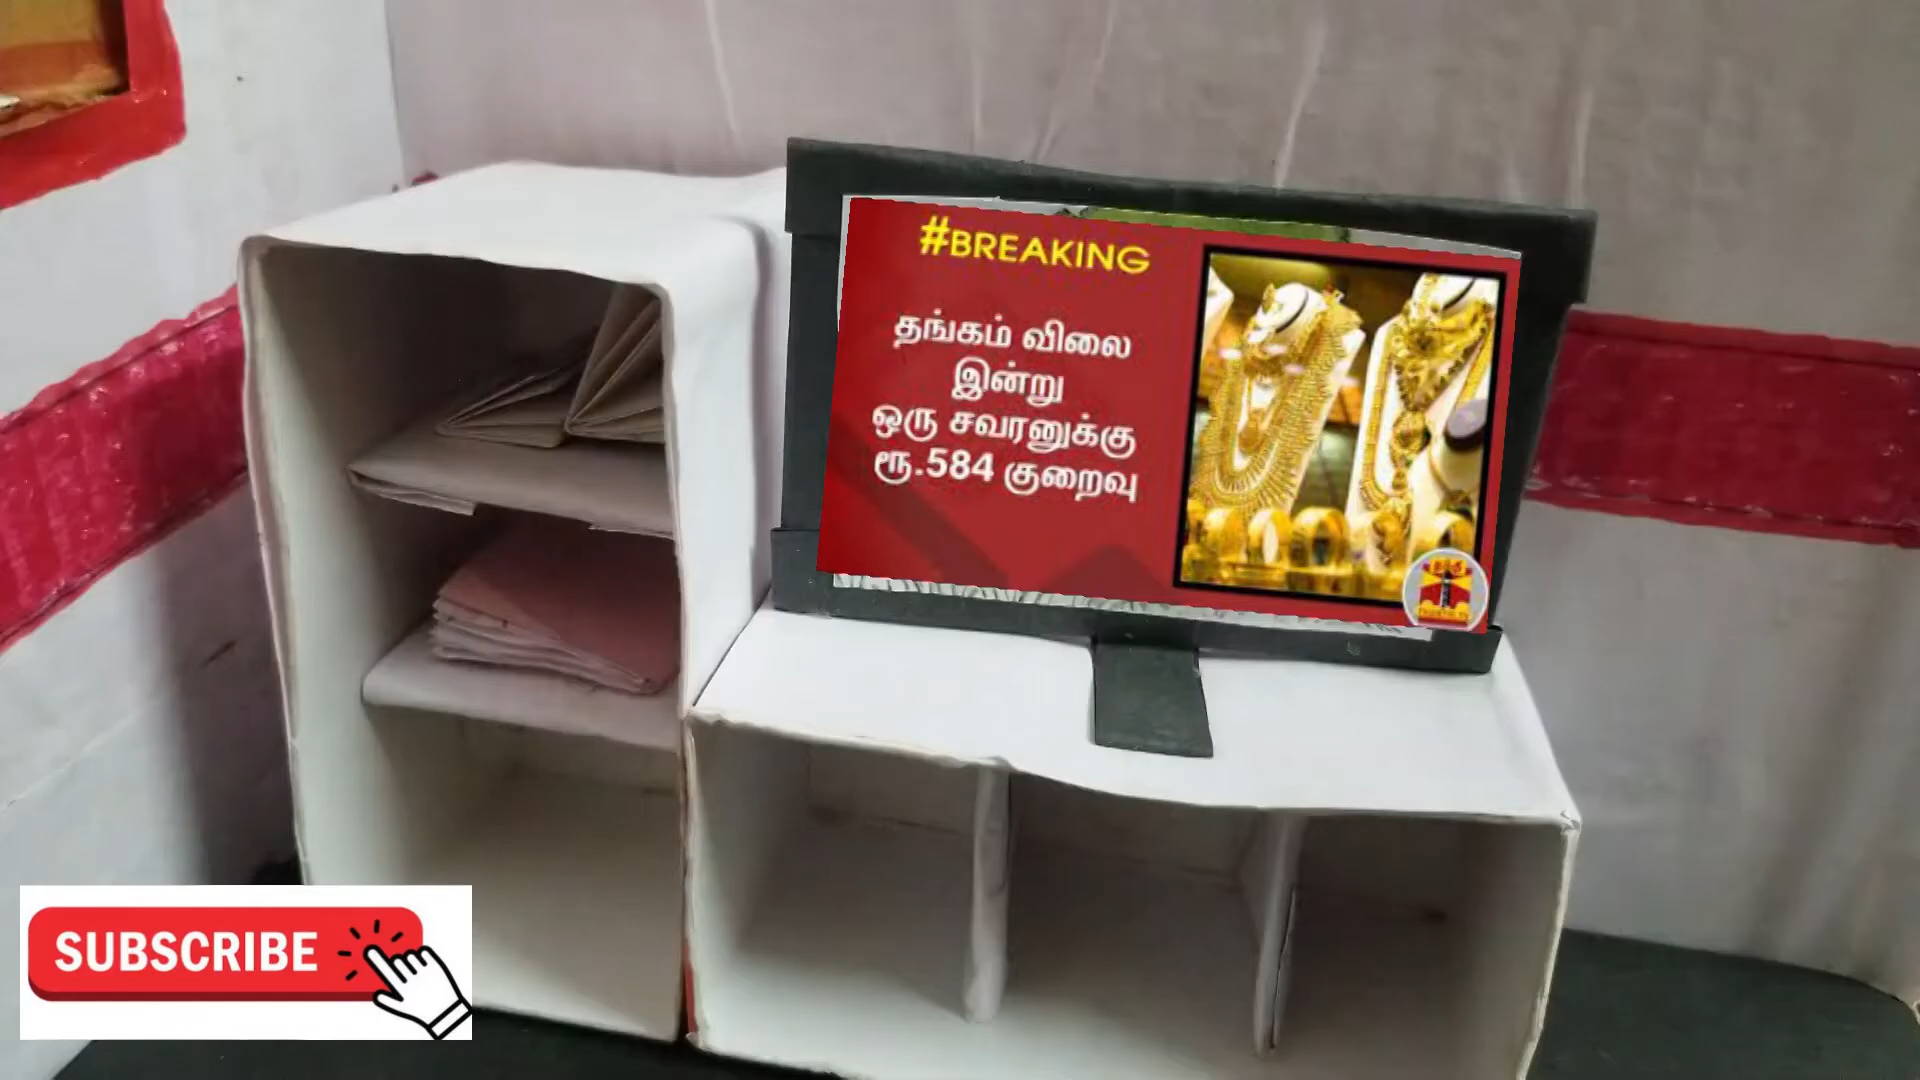 #BREAKING
தங்கம் விலை
இன்று
ஒரு சவரனுக்கு
ரூ.584 குறைவு
SUBSCRIBE